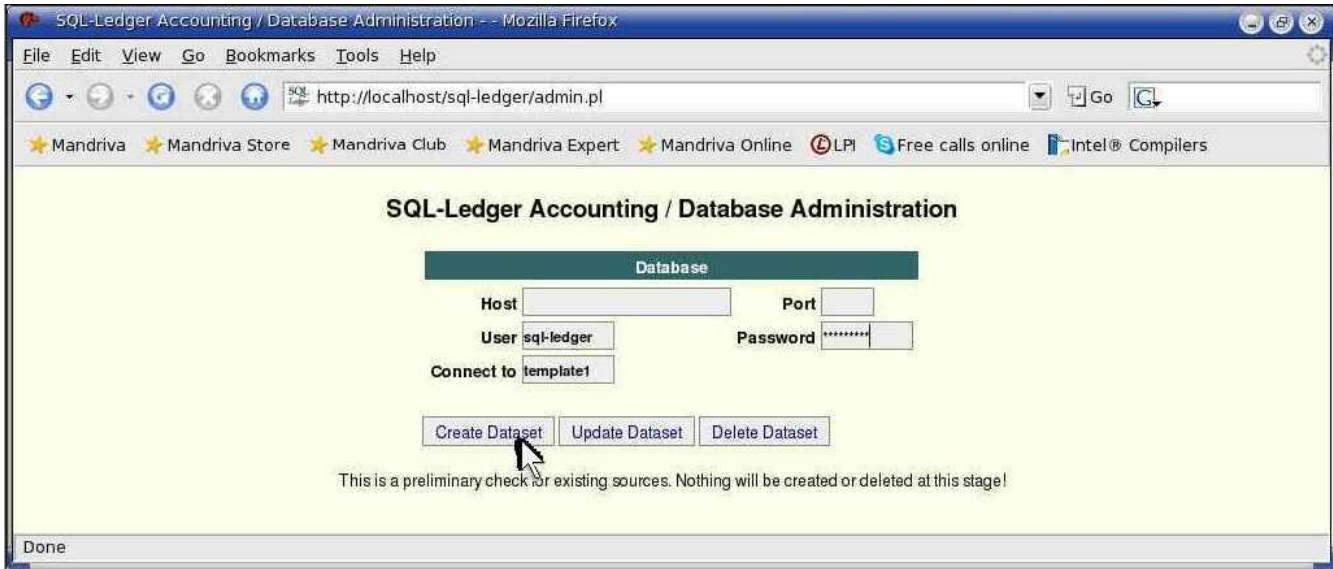 SQL-Ledger Accounting / Database Administration - - Mozilla Firefox
File Edit View Go Bookmarks Tools Help
http://localhost/sql-ledger/admin.pl Go
Mandriva Mandriva Store Mandriva Club Mandriva Expert Mandriva Online LPI Free calls online Intel® Compilers
SQL-Ledger Accounting / Database Administration
Database
Host Port
User sql-ledger Password *********
Connect to template1
Create Dataset Update Dataset Delete Dataset
This is a preliminary check for existing sources. Nothing will be created or deleted at this stage!
Done